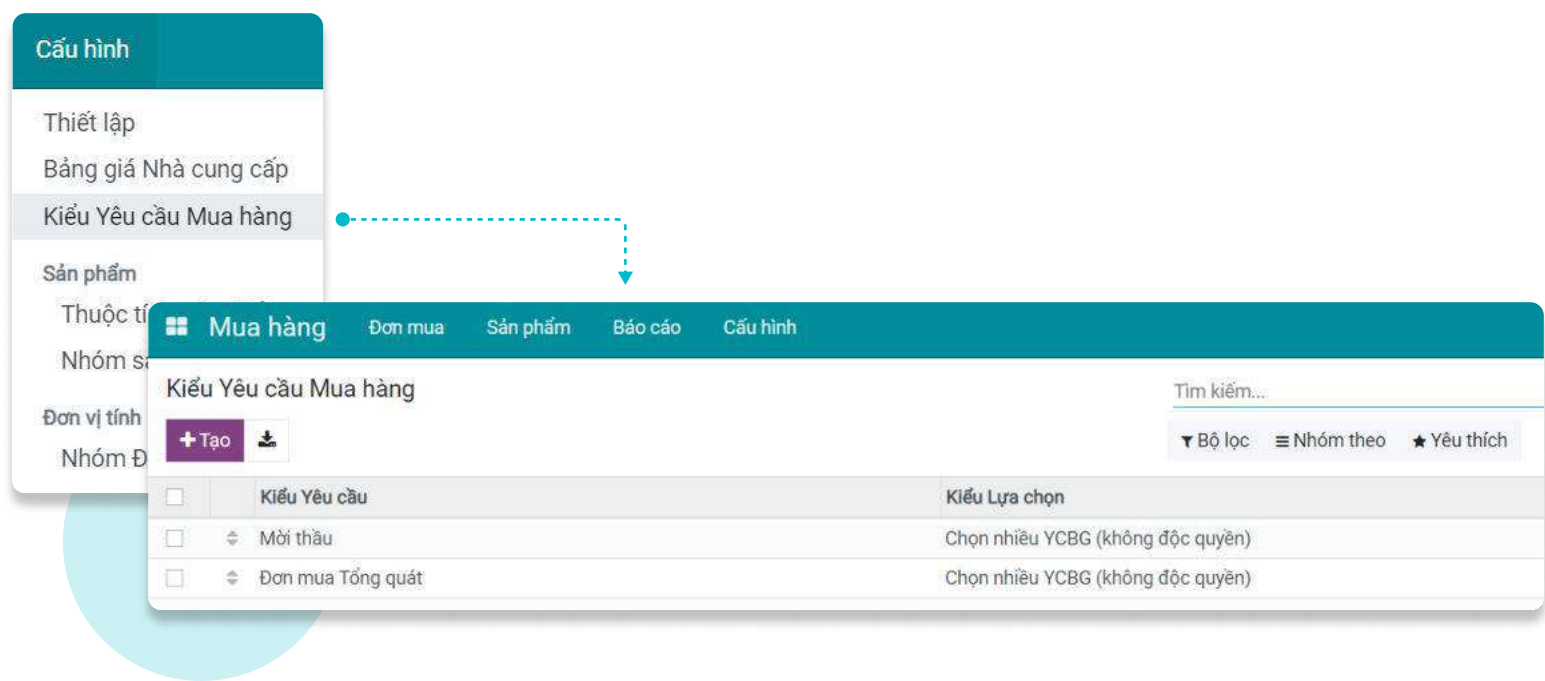 Cấu hình
Thiết lập
Bảng giá Nhà cung cấp
Kiểu Yêu cầu Mua hàng
Sản phẩm
Thuộc
Nhóm
Đơn vị tính
Nhóm
Mua hàng Đơn mua Sản phẩm Báo cáo Cấu hình
Kiểu Yêu cầu Mua hàng Tìm kiếm...
+Tạo Bộ lọc Nhóm theo Yêu thích
Kiểu Yêu cầu Kiểu Lựa chọn
Mời thầu Chọn nhiều YCBG (không độc quyền)
Đơn mua Tổng quát Chọn nhiều YCBG (không độc quyền)